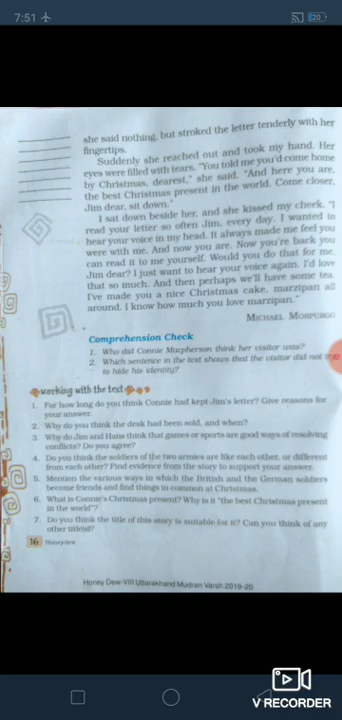 7:51
20
she said nothing, but stroked the letter tenderly with her
fingertips.
Suddenly she reached out and took my hand. Her
eyes were filled with tears. "You told me you'd come home
by Christmas, dearest," she said. "And here you are,
the best Christmas present in the world. Come closer,
Jim dear, sit down."
I sat down beside her, and she kissed my cheek. "I
read your letter so often Jim, every day. I wanted to
hear your voice in my head. It always made me feel you
were with me. And now you are. Now you're back you
can read it to me yourself. Would you do that for me,
Jim dear? I just want to hear your voice again. I'd love
that so much. And then perhaps we'll have some tea.
I've made you a nice Christmas cake, marzipan all
around. I know how much you love marzipan."
MICHAEL MORPURGO
Comprehension Check
1. Who did Connie Macpherson think her visitor was?
2. Which sentence in the text shows that the visitor did not
to hide his identity?
working with the text
1. For how long do you think Connie had kept Jim's letter? Give reasons for
your answer.
2. Why do you think the desk had been sold, and when?
3. Why do Jim and Hans think that games or sports are good ways of resolving
conflicts? Do you agree?
4. Do you think the soldiers of the two armies are like each other, or different
from each other? Find evidence from the story to support your answer.
5. Mention the various ways in which the British and the German soldiers
become friends and find things in common at Christmas.
6. What is Connie's Christmas present? Why is it "the best Christmas present
in the world"?
7. Do you think the title of this story is suitable for it? Can you think of any
other title(s)?
16 Honeydew
Honey Dew-VIII Uttarakhand Mudran Varsh 2019-20
V RECORDER